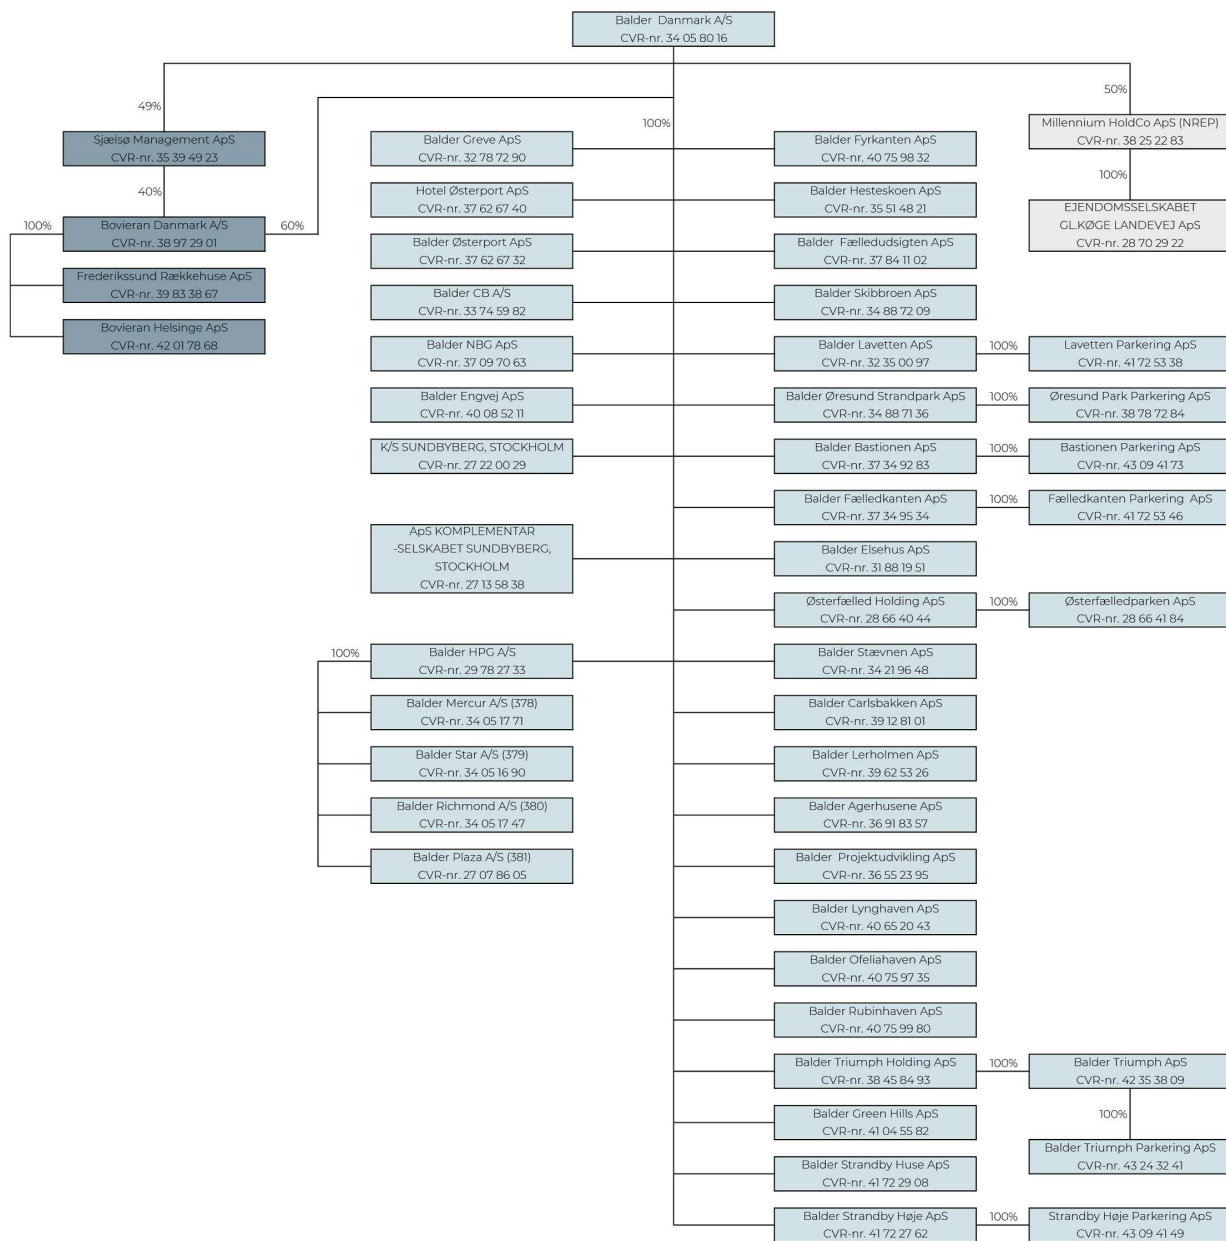 Balder Danmark A/S
CVR-nr. 34 05 80 16
49%
50%
100%
Sjælsø Management ApS
CVR-nr. 35 39 49 23
40%
100%
Bovieran Danmark A/S
CVR-nr. 38 97 29 01
60%
Frederikssund Rækkehuse ApS
CVR-nr. 39 83 38 67
Bovieran Helsinge ApS
CVR-nr. 42 01 78 68
Balder Greve ApS
CVR-nr. 32 78 72 90
Hotel Østerport ApS
CVR-nr. 37 62 67 40
Balder Østerport ApS
CVR-nr. 37 62 67 32
Balder CB A/S
CVR-nr. 33 74 59 82
Balder NBG ApS
CVR-nr. 37 09 70 63
Balder Engvej ApS
CVR-nr. 40 08 52 11
K/S SUNDBYBERG, STOCKHOLM
CVR-nr. 27 22 00 29
ApS KOMPLEMENTAR
-SELSKABET SUNDBYBERG,
STOCKHOLM
CVR-nr. 27 13 58 38
100%
Balder HPG A/S
CVR-nr. 29 78 27 33
Balder Mercur A/S (378)
CVR-nr. 34 05 17 71
Balder Star A/S (379)
CVR-nr. 34 05 16 90
Balder Richmond A/S (380)
CVR-nr. 34 05 17 47
Balder Plaza A/S (381)
CVR-nr. 27 07 86 05
Balder Fyrkanten ApS
CVR-nr. 40 75 98 32
Balder Hesteskoen ApS
CVR-nr. 35 51 48 21
Balder Fælledudsigten ApS
CVR-nr. 37 84 11 02
Balder Skibbroen ApS
CVR-nr. 34 88 72 09
Balder Lavetten ApS
CVR-nr. 32 35 00 97
100%
Lavetten Parkering ApS
CVR-nr. 41 72 53 38
Balder Øresund Strandpark ApS
CVR-nr. 34 88 71 36
100%
Øresund Park Parkering ApS
CVR-nr. 38 78 72 84
Balder Bastionen ApS
CVR-nr. 37 34 92 83
100%
Bastionen Parkering ApS
CVR-nr. 43 09 41 73
Balder Fælledkanten ApS
CVR-nr. 37 34 95 34
100%
Fælledkanten Parkering ApS
CVR-nr. 41 72 53 46
Balder Elsehus ApS
CVR-nr. 31 88 19 51
Østerfælled Holding ApS
CVR-nr. 28 66 40 44
100%
Østerfælledparken ApS
CVR-nr. 28 66 41 84
Balder Stævnen ApS
CVR-nr. 34 21 96 48
Balder Carlsbakken ApS
CVR-nr. 39 12 81 01
Balder Lerholmen ApS
CVR-nr. 39 62 53 26
Balder Agerhusene ApS
CVR-nr. 36 91 83 57
Balder Projektudvikling ApS
CVR-nr. 36 55 23 95
Balder Lynghaven ApS
CVR-nr. 40 65 20 43
Balder Ofeliahaven ApS
CVR-nr. 40 75 97 35
Balder Rubinhaven ApS
CVR-nr. 40 75 99 80
Balder Triumph Holding ApS
CVR-nr. 38 45 84 93
100%
Balder Triumph ApS
CVR-nr. 42 35 38 09
100%
Balder Triumph Parkering ApS
CVR-nr. 43 24 32 41
Balder Green Hills ApS
CVR-nr. 41 04 55 82
Balder Strandby Huse ApS
CVR-nr. 41 72 29 08
Balder Strandby Høje ApS
CVR-nr. 41 72 27 62
100%
Strandby Høje Parkering ApS
CVR-nr. 43 09 41 49
Millennium HoldCo ApS (NREP)
CVR-nr. 38 25 22 83
100%
EJENDOMSSELSKABET
GL.KØGE LANDEVEJ ApS
CVR-nr. 28 70 29 22